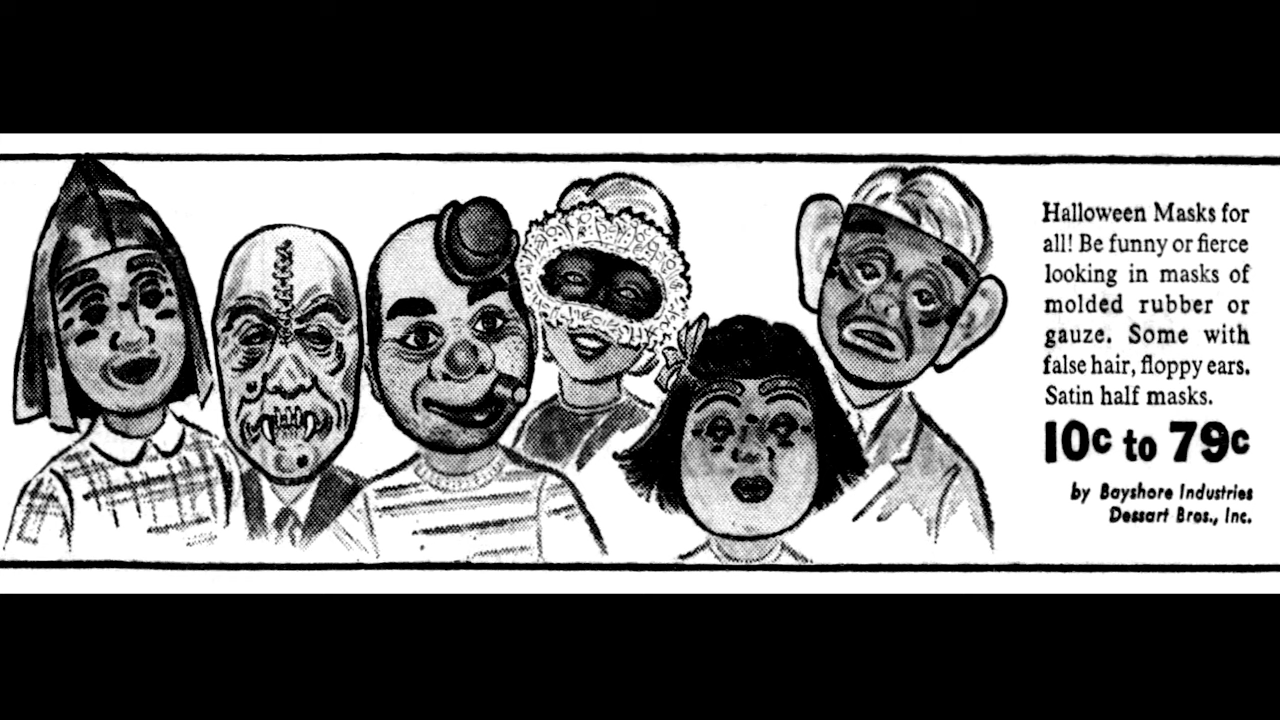 Halloween Masks for
all! Be funny or fierce
looking in masks of
molded rubber or
gauze. Some with
false hair, floppy ears.
Satin half masks.
10c to 79c
by Bayshore Industries
Dessart Bros., Inc.